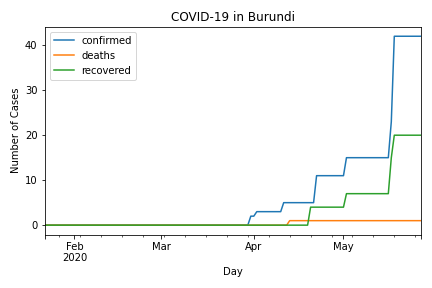 COVID-19 in Burundi
confirmed
deaths
recovered
Number of Cases
40
30
20
10
0
Feb
2020
Mar
Apr
May
Day